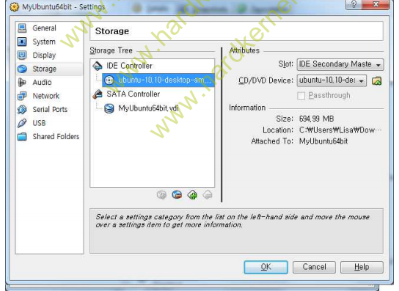 MyUbuntu64bit - Settings
General
System
Display
Storage
Audio
Network
Serial Ports
USB
Shared Folders
Storage
Storage Tree
IDE Controller
ubuntu-10.10-desktop-am...
SATA Controller
MyUbuntu64bit.vdi
Attributes
Slot: IDE Secondary Maste
CD/DVD Device: ubuntu-10.10-de
Passthrough
Information
Size: 694,99 MB
Location: C:₩Users₩Lisa₩Dow...
Attached To: MyUbuntu64bit
Select a settings category from the list on the left-hand side and move the mouse
over a settings item to get more information.
OK
Cancel
Help